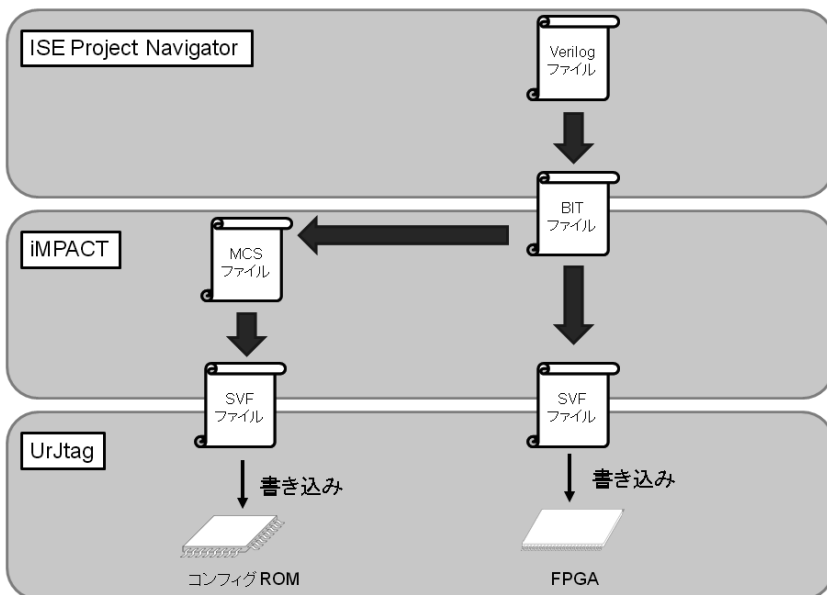 ISE Project Navigator
Verilog
ファイル
BIT
ファイル
iMPACT
MCS
ファイル
SVF
ファイル
SVF
ファイル
UrJtag
書き込み
書き込み
コンフィグROM
FPGA